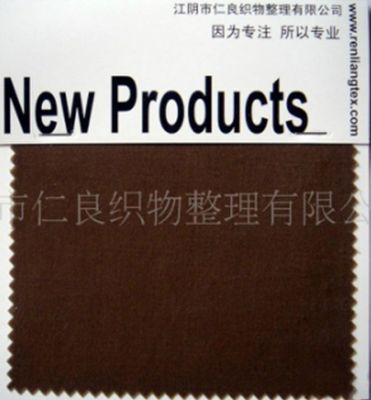 江阴市仁良织物整理有限公司
因为专注 所以专业
www.renliangtex.com
New Products
市仁良织物整理有限公